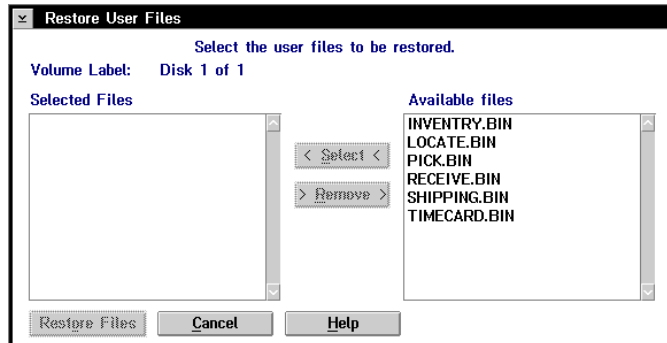 Restore User Files
Select the user files to be restored.
Volume Label: Disk 1 of 1
Selected Files
Available files
INVENTRY.BIN
LOCATE.BIN
PICK.BIN
RECEIVE.BIN
SHIPPING.BIN
TIMECARD.BIN
< Select <
> Remove >
Restore Files
Cancel
Help